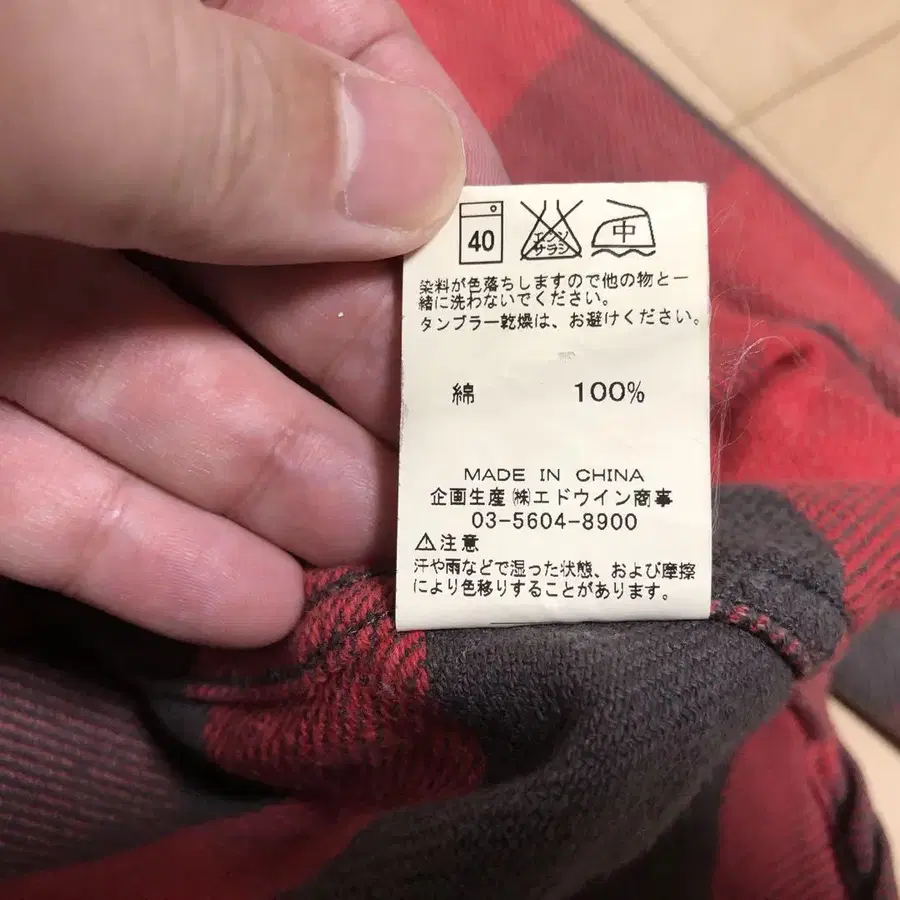 40 エンソサラシ 中
染料が色落ちしますので他の物と一
緒に洗わないでください。
タンブラー乾燥は、お避けください。
綿 100%
MADE IN CHINA
企画生産㈱エドウイン商事
03-5604-8900
⚠注意
汗や雨などで湿った状態、および摩擦
により色移りすることがあります。